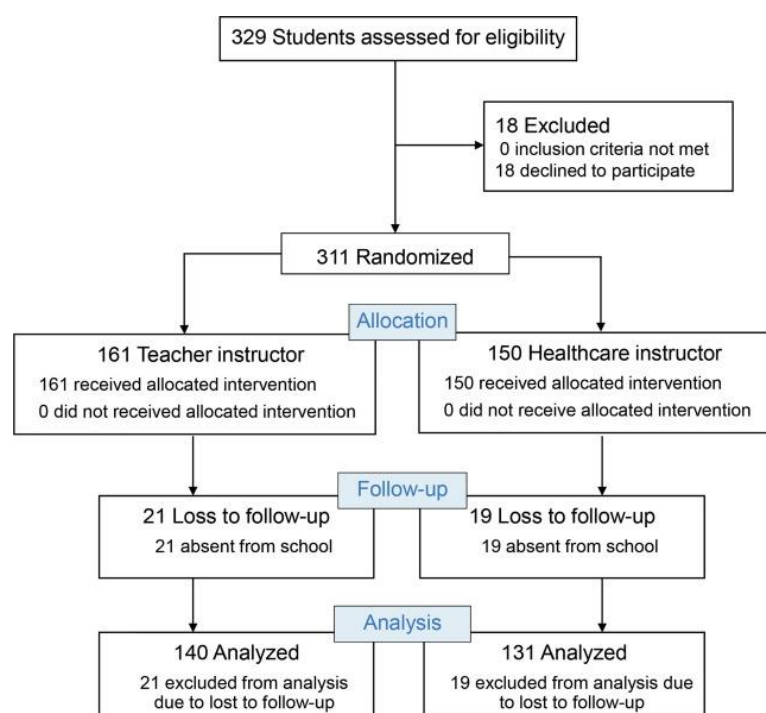 329 Students assessed for eligibility
18 Excluded
0 inclusion criteria not met
18 declined to participate
311 Randomized
Allocation
161 Teacher instructor
161 received allocated intervention
0 did not received allocated intervention
150 Healthcare instructor
150 received allocated intervention
0 did not receive allocated intervention
Follow-up
21 Loss to follow-up
21 absent from school
19 Loss to follow-up
19 absent from school
Analysis
140 Analyzed
21 excluded from analysis
due to lost to follow-up
131 Analyzed
19 excluded from analysis due
to lost to follow-up